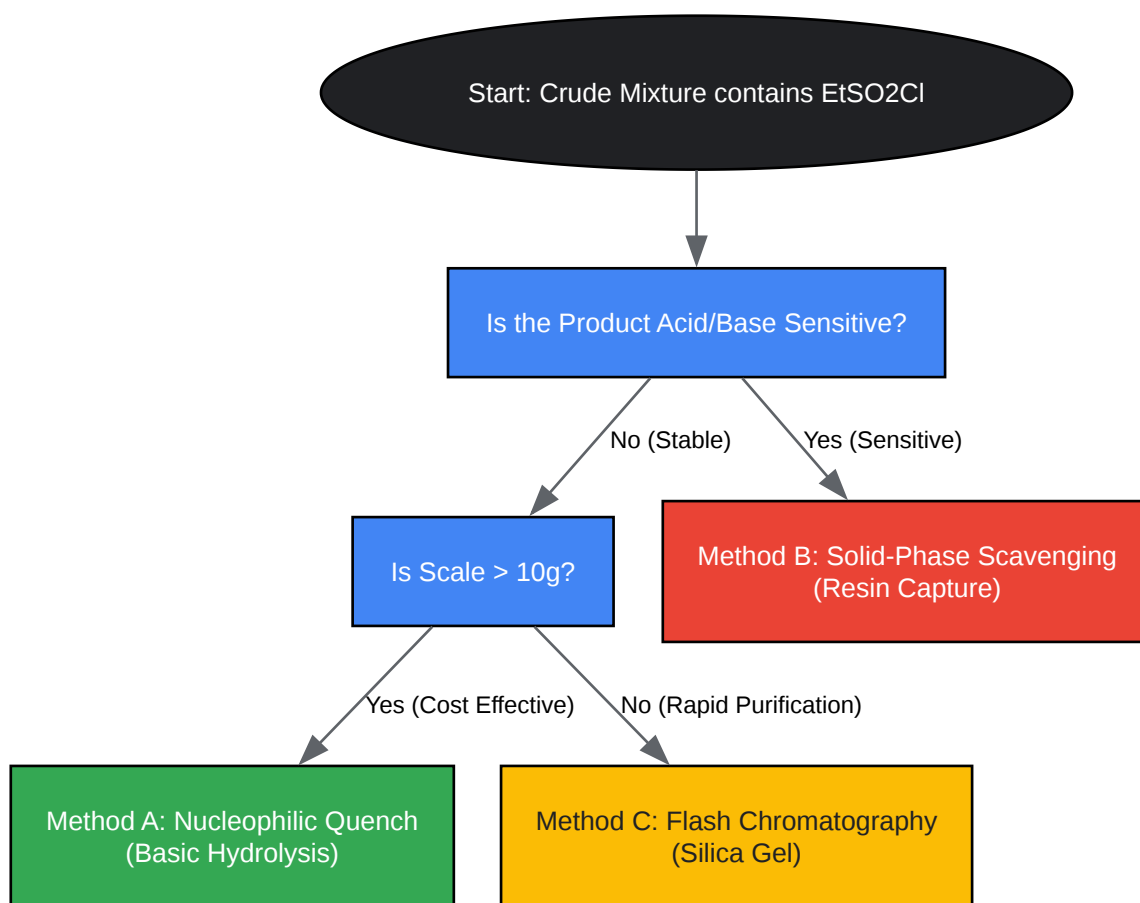 Start: Crude Mixture contains EtSO2Cl
Is the Product Acid/Base Sensitive?
No (Stable)
Yes (Sensitive)
Method B: Solid-Phase Scavenging
(Resin Capture)
Is Scale > 10g?
Yes (Cost Effective)
No (Rapid Purification)
Method A: Nucleophilic Quench
(Basic Hydrolysis)
Method C: Flash Chromatography
(Silica Gel)